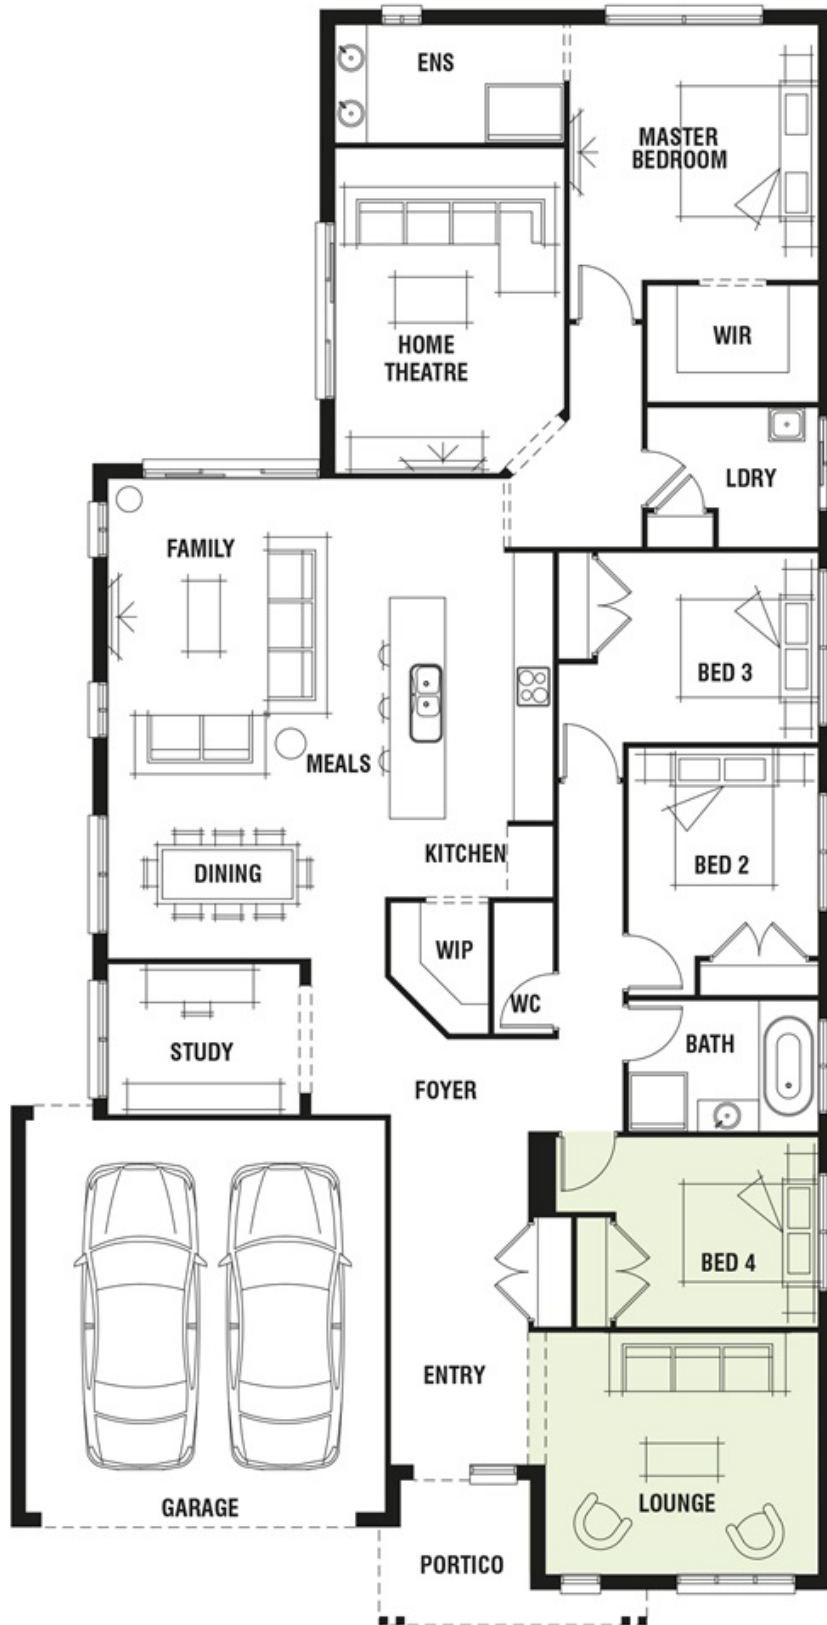 ENS
MASTER
BEDROOM
HOME
THEATRE
WIR
LDRY
FAMILY
BED 3
MEALS
KITCHEN
DINING
BED 2
WIP
WC
STUDY
BATH
FOYER
BED 4
ENTRY
GARAGE
LOUNGE
PORTICO